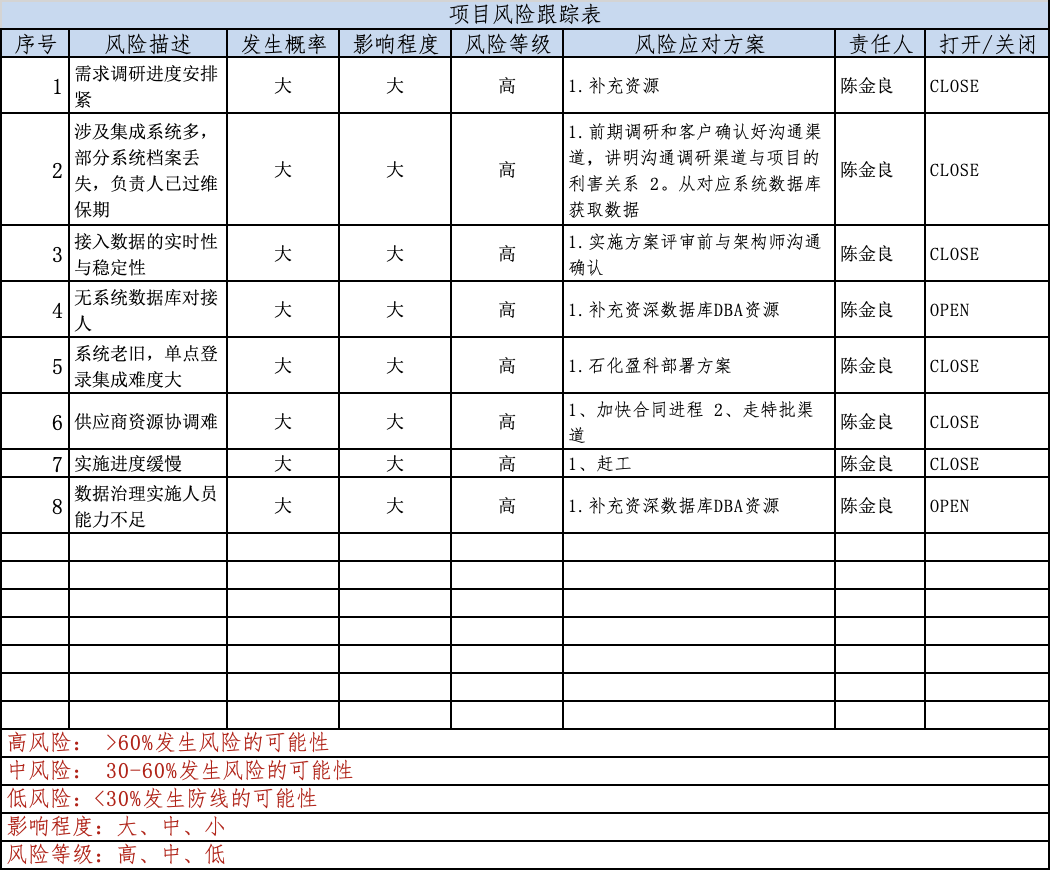 项目风险跟踪表
序号 风险描述 发生概率 影响程度 风险等级 风险应对方案 责任人 打开/关闭
1 需求调研进度安排 大 大 高 1.补充资源 陈金良 CLOSE
紧
2 涉及集成系统多， 大 大 高 1.前期调研和客户确认好沟通渠 陈金良 CLOSE
部分系统档案丢 道，讲明沟通调研渠道与项目的
失，负责人已过维 利害关系 2。从对应系统数据库
保期 获取数据
3 接入数据的实时性 大 大 高 1.实施方案评审前与架构师沟通 陈金良 CLOSE
与稳定性 确认
4 无系统数据库对接 大 大 高 1.补充资深数据库DBA资源 陈金良 OPEN
人
5 系统老旧，单点登 大 大 高 1.石化盈科部署方案 陈金良 CLOSE
录集成难度大
6 供应商资源协调难 大 大 高 1、加快合同进程 2、走特批渠 陈金良 CLOSE
道
7 实施进度缓慢 大 大 高 1、赶工 陈金良 CLOSE
8 数据治理实施人员 大 大 高 1.补充资深数据库DBA资源 陈金良 OPEN
能力不足
高风险： >60%发生风险的可能性
中风险： 30-60%发生风险的可能性
低风险：<30%发生防线的可能性
影响程度：大、中、小
风险等级：高、中、低